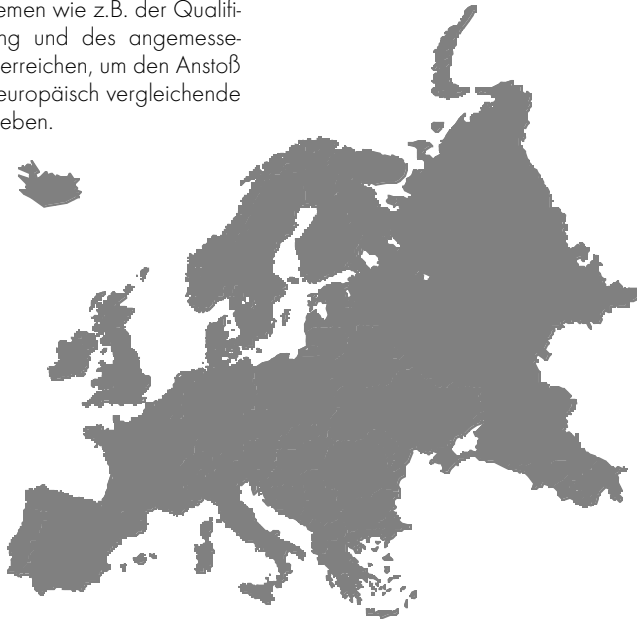 emen wie z.B. der Qualifi-
ng und des angemesse-
erreichen, um den Anstoß
europäisch vergleichende
eben.